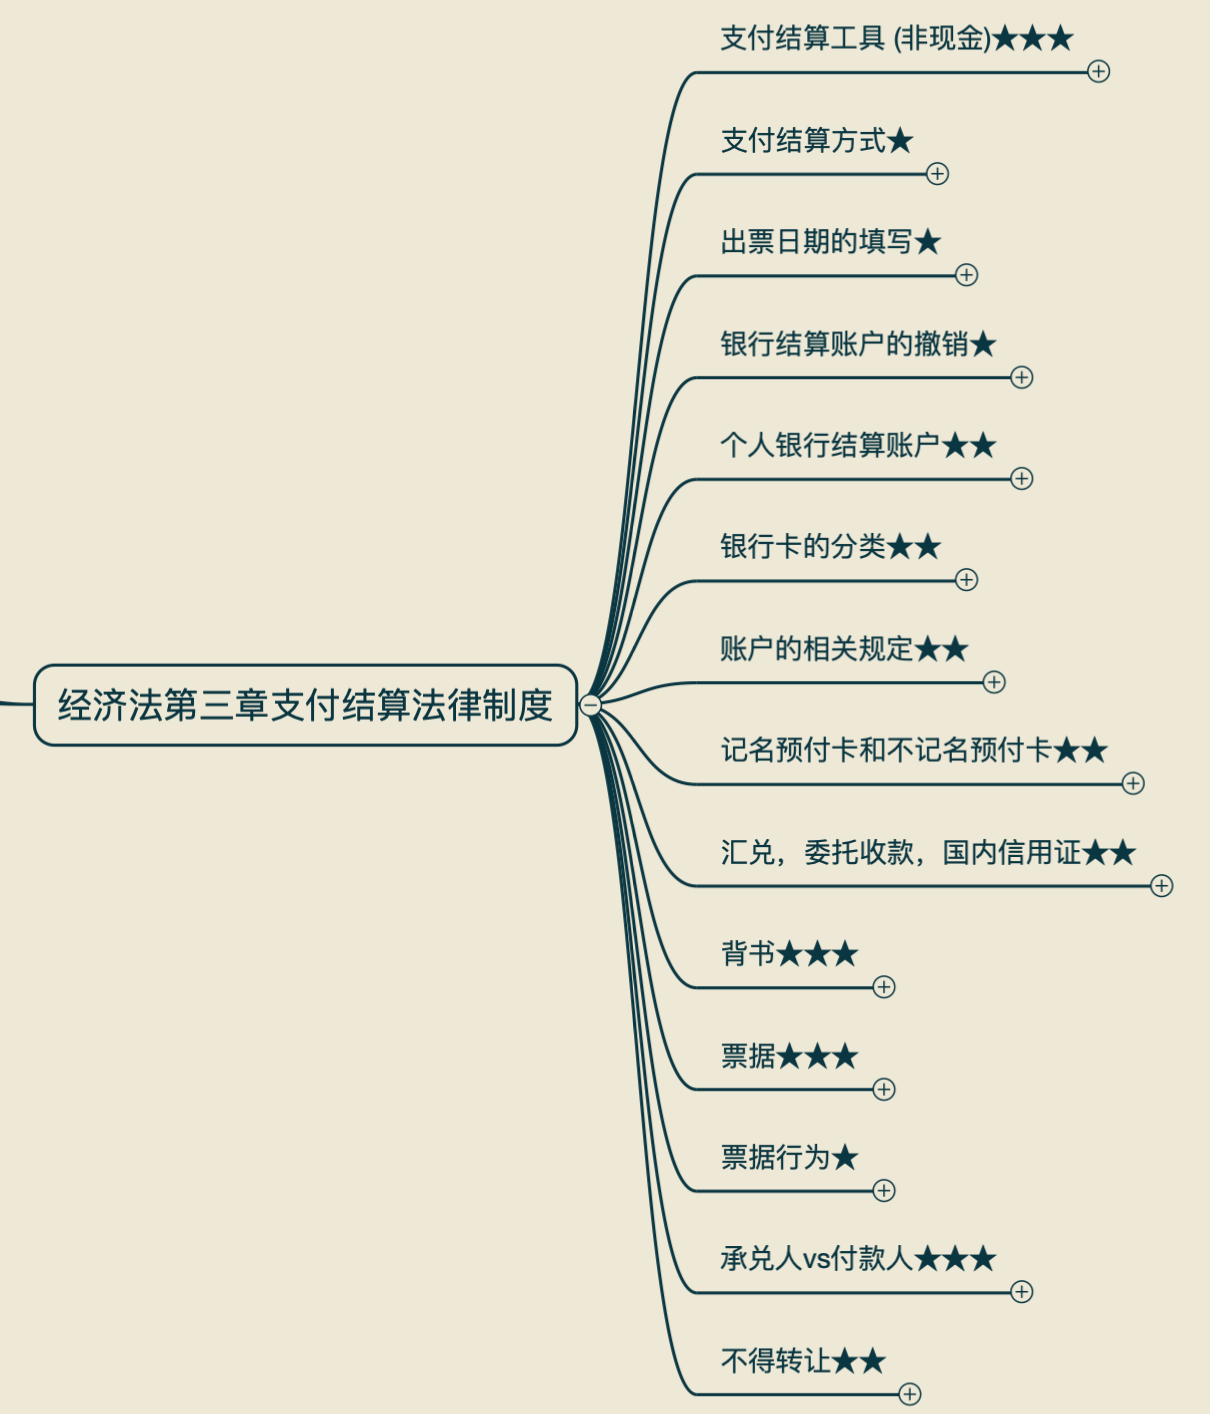 支付结算工具 (非现金)★★★
支付结算方式★
出票日期的填写★
银行结算账户的撤销★
个人银行结算账户★★
银行卡的分类★★
账户的相关规定★★
经济法第三章支付结算法律制度
记名预付卡和不记名预付卡★★
汇兑，委托收款，国内信用证★★
背书★★★
票据★★★
票据行为★
承兑人vs付款人★★★
不得转让★★